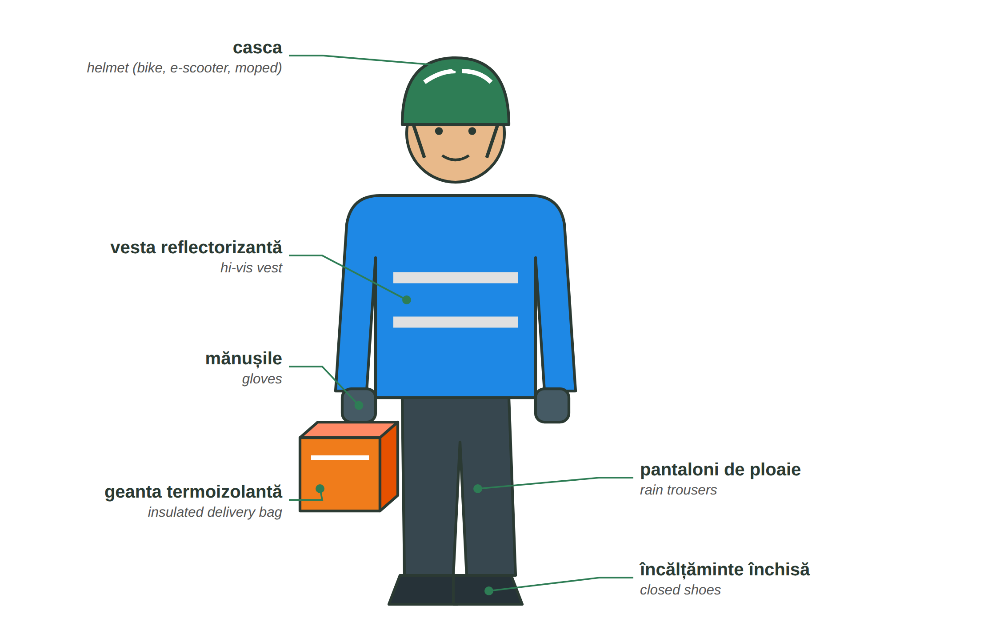 casca
helmet (bike, e-scooter, moped)
vesta reflectorizantă
hi-vis vest
mănușile
gloves
geanta termoizolantă
insulated delivery bag
pantaloni de ploaie
rain trousers
încălțăminte închisă
closed shoes